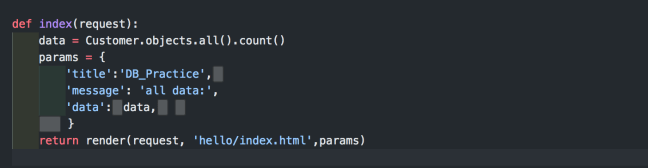 def index(request):
    data = Customer.objects.all().count()
    params = {
        'title':'DB_Practice',
        'message': 'all data:',
        'data': data,
    }
    return render(request, 'hello/index.html',params)